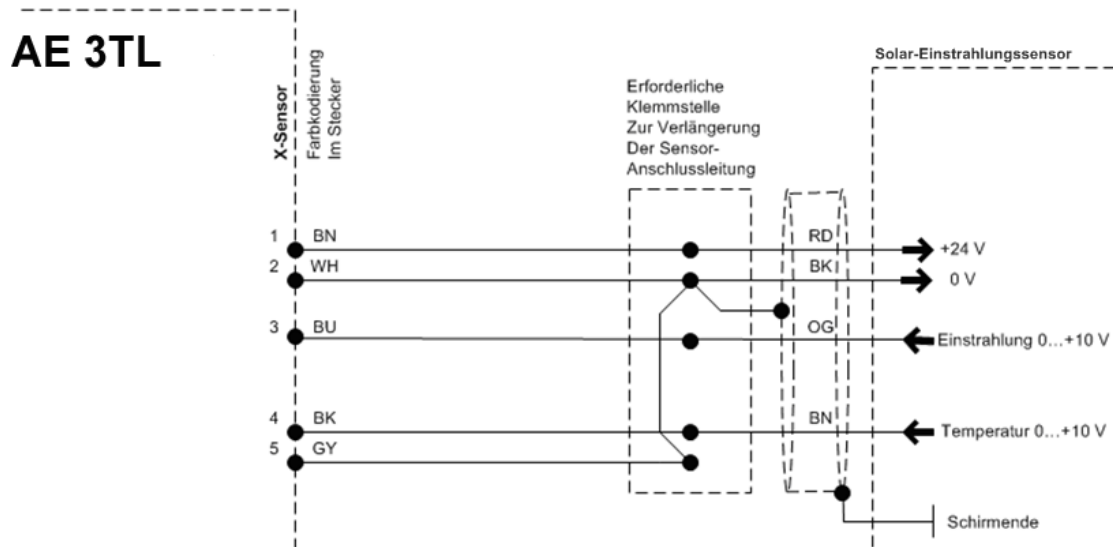 AE 3TL
Solar-Einstrahlungssensor
X-Sensor
Farbkodierung
Im Stecker
Erforderliche
Klemmstelle
Zur Verlängerung
Der Sensor-
Anschlussleitung
1 BN RD +24 V
2 WH BK 0 V
3 BU OG Einstrahlung 0...+10 V
4 BK BN Temperatur 0...+10 V
5 GY
Schirmende